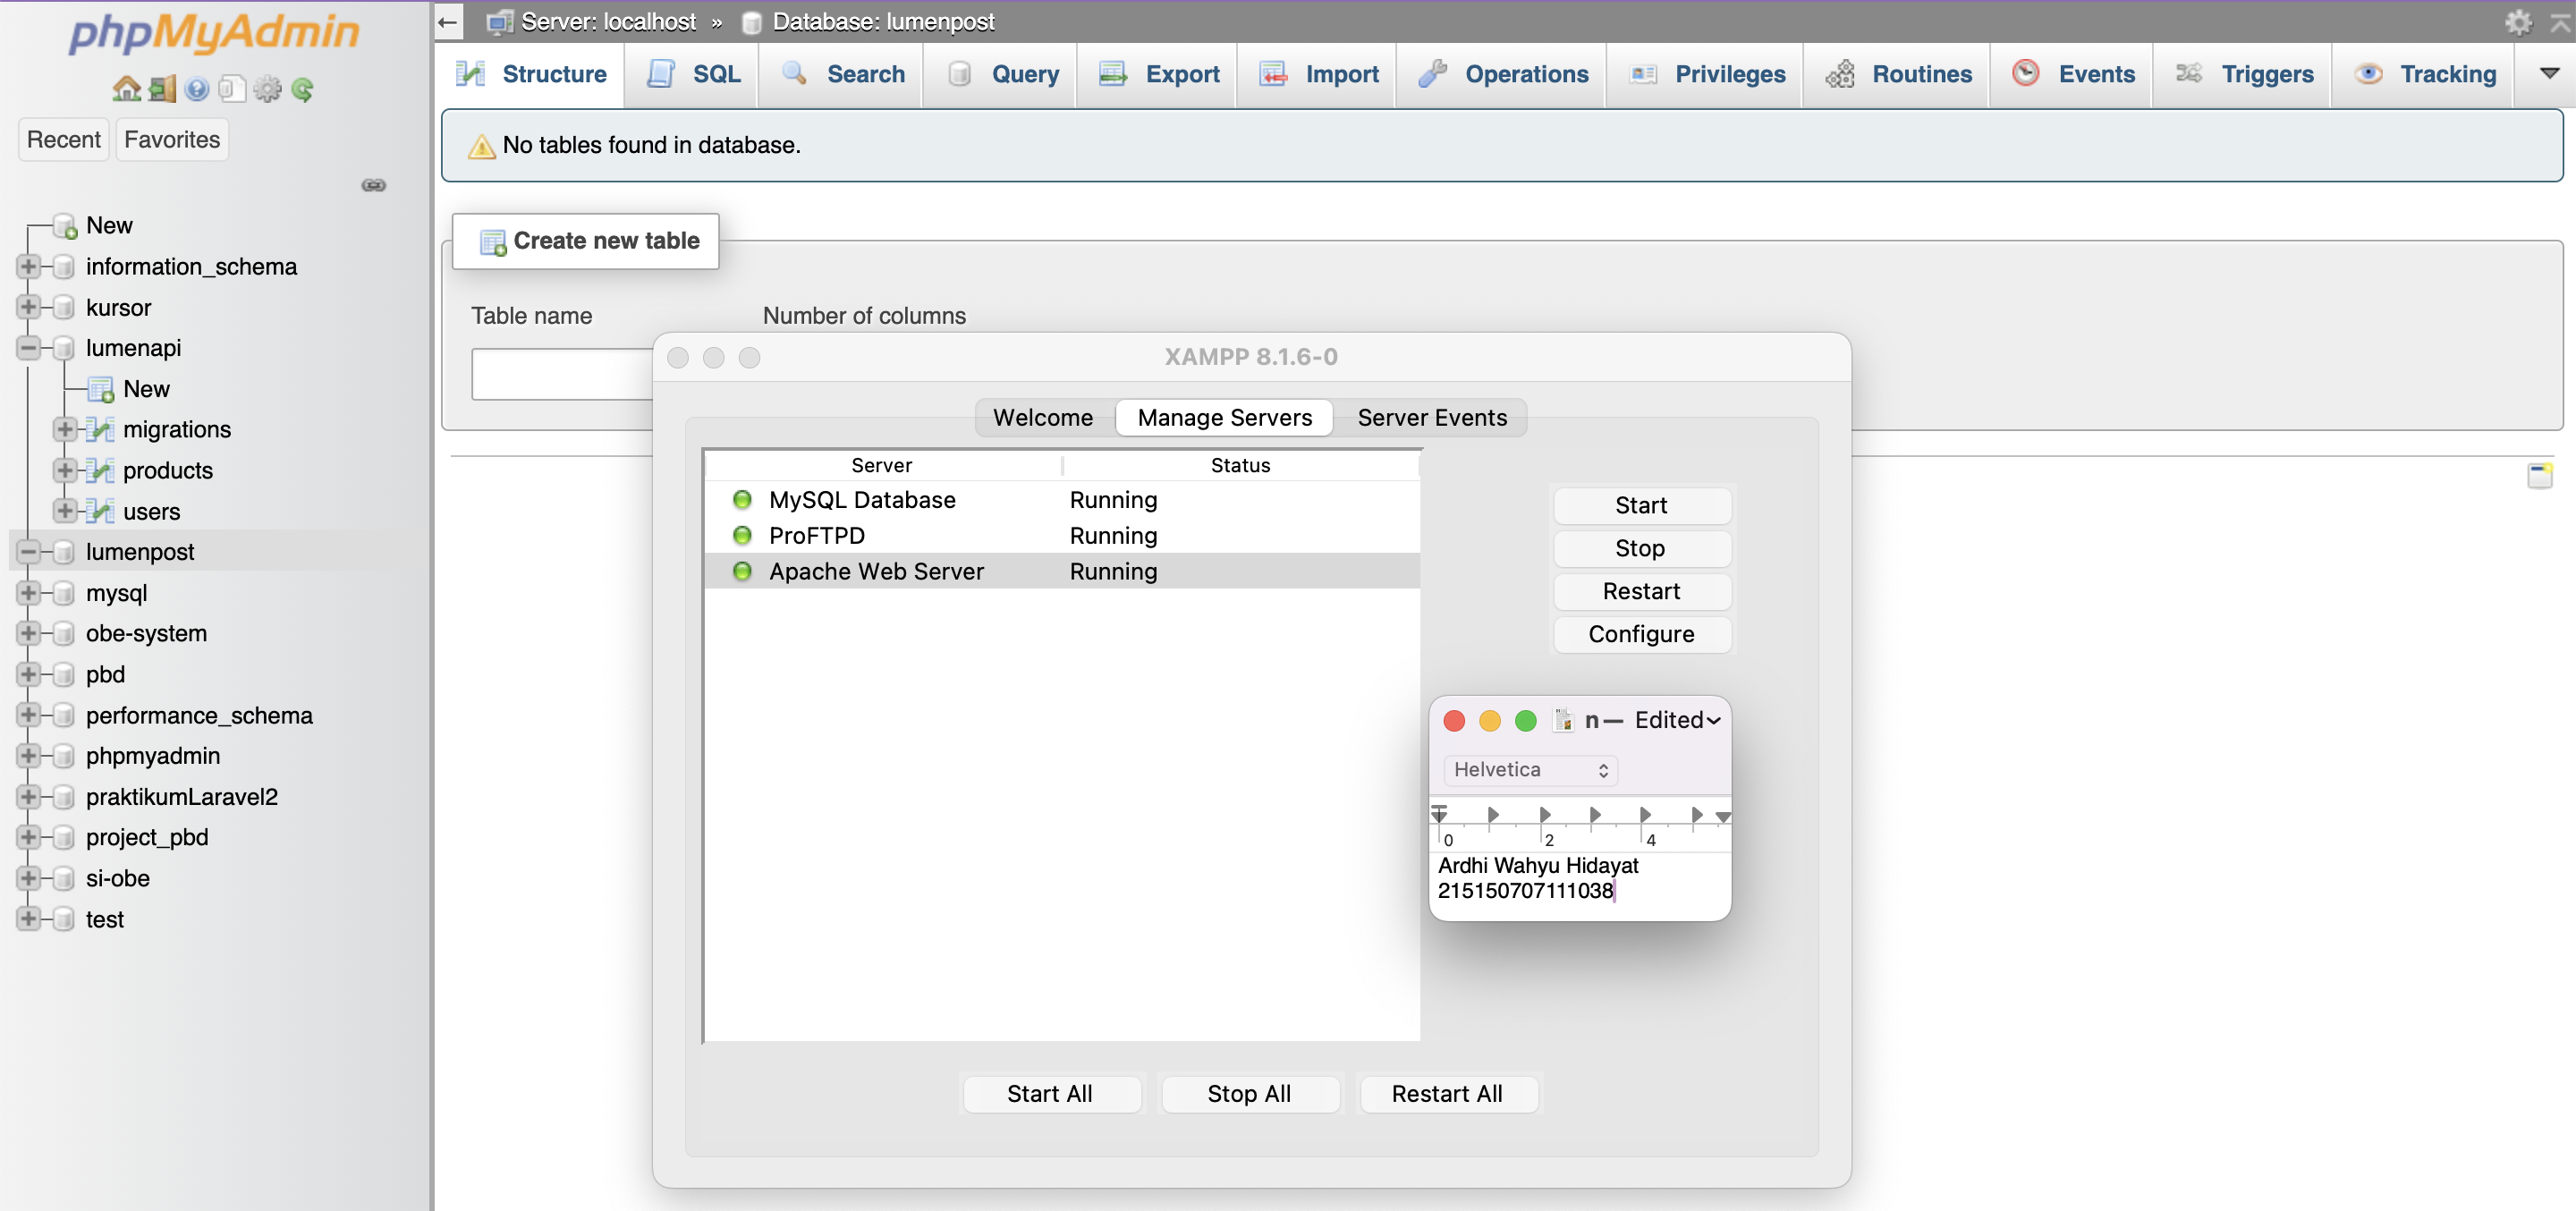 phpMyAdmin
Recent Favorites
New
information_schema
kursor
lumenapi
New
migrations
products
users
lumenpost
mysql
obe-system
pbd
performance_schema
phpmyadmin
praktikumLaravel2
project_pbd
si-obe
test
Server: localhost » Database: lumenpost
Structure SQL Search Query Export Import Operations Privileges Routines Events Triggers Tracking
No tables found in database.
Create new table
Table name Number of columns
XAMPP 8.1.6-0
Welcome Manage Servers Server Events
Server Status
MySQL Database Running
ProFTPD Running
Apache Web Server Running
Start
Stop
Restart
Configure
n — Edited
Helvetica
0 2 4
Ardhi Wahyu Hidayat
215150707111038
Start All Stop All Restart All